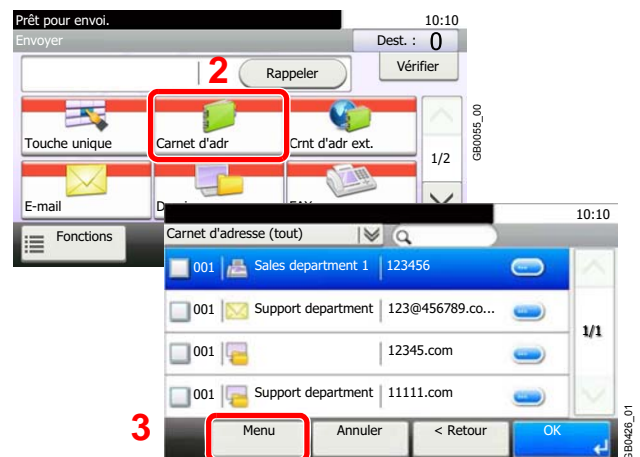 Prêt pour envoi. 10:10
Envoyer Dest. : 0
2 Rappeler Vérifier
Touche unique Carnet d'adr Crnt d'adr ext. 1/2
GB0055_00
E-mail
Fonctions
10:10
Carnet d'adresse (tout)
001 Sales department 1 123456
001 Support department 123@456789.co...
1/1
001 12345.com
001 Support department 11111.com
3 Menu Annuler < Retour OK
GB0426_01